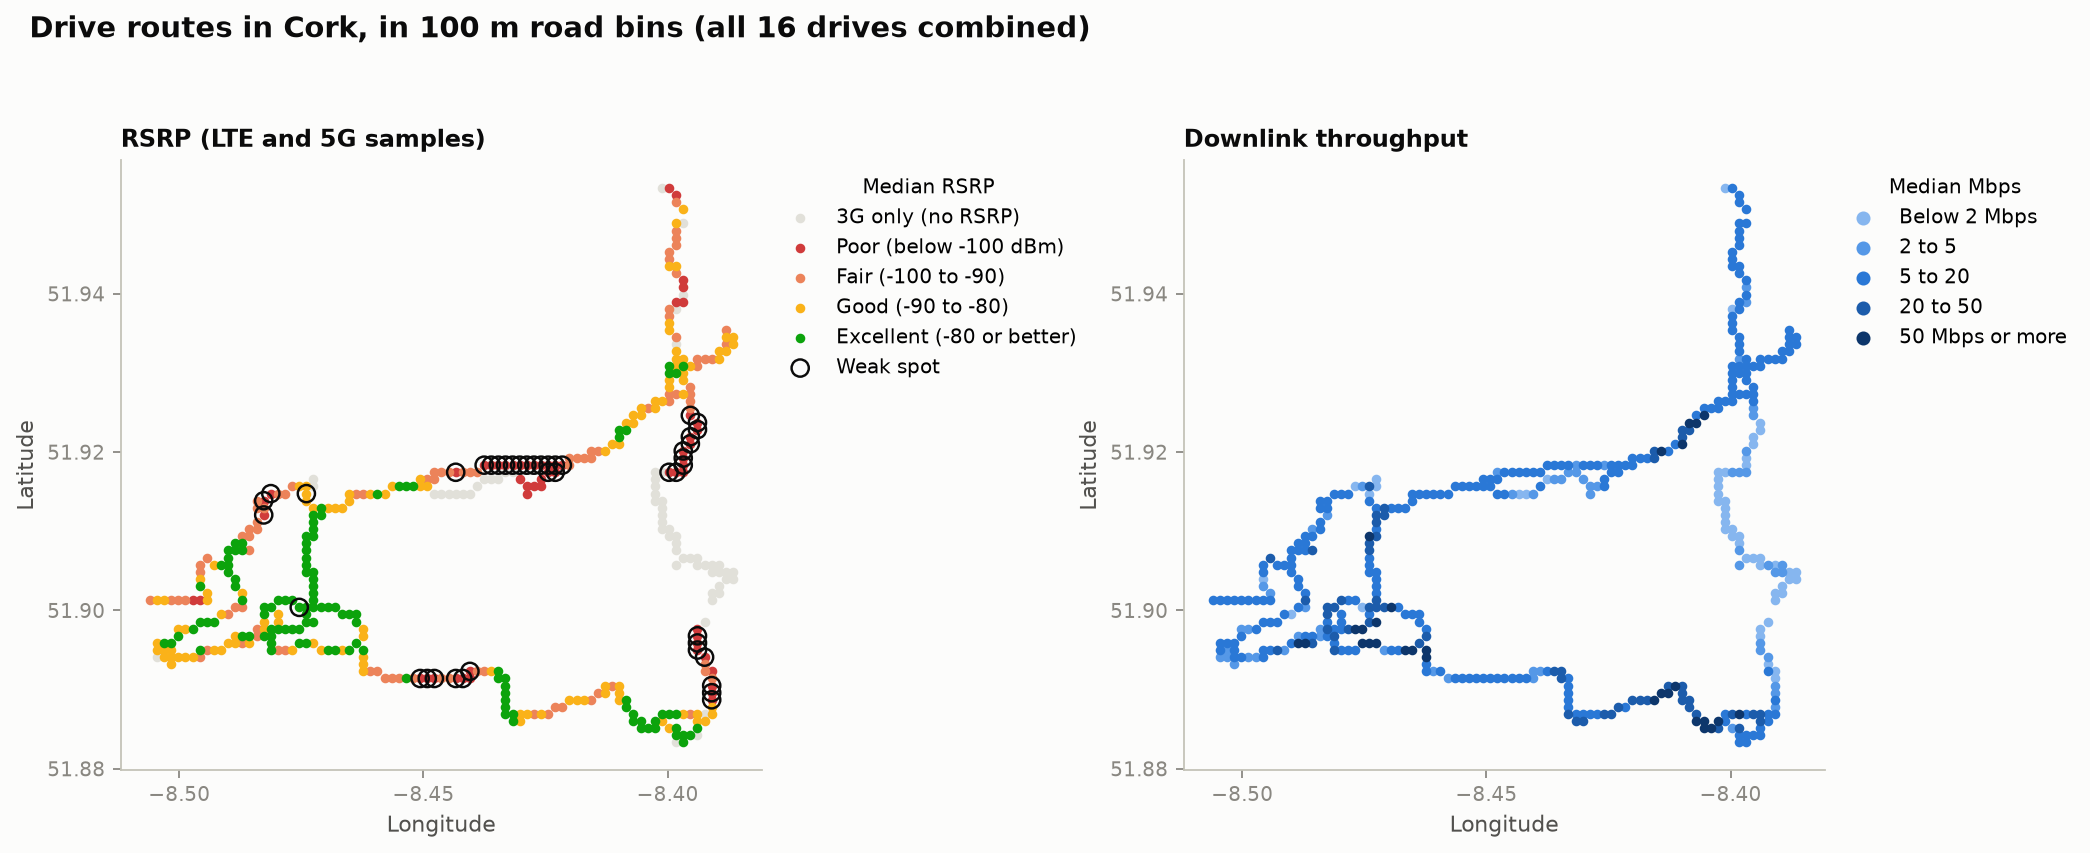 Drive routes in Cork, in 100 m road bins (all 16 drives combined)
RSRP (LTE and 5G samples)
Latitude
51.94
51.92
51.90
51.88
−8.50
−8.45
−8.40
Longitude
Median RSRP
3G only (no RSRP)
Poor (below -100 dBm)
Fair (-100 to -90)
Good (-90 to -80)
Excellent (-80 or better)
Weak spot
Downlink throughput
Latitude
51.94
51.92
51.90
51.88
−8.50
−8.45
−8.40
Longitude
Median Mbps
Below 2 Mbps
2 to 5
5 to 20
20 to 50
50 Mbps or more